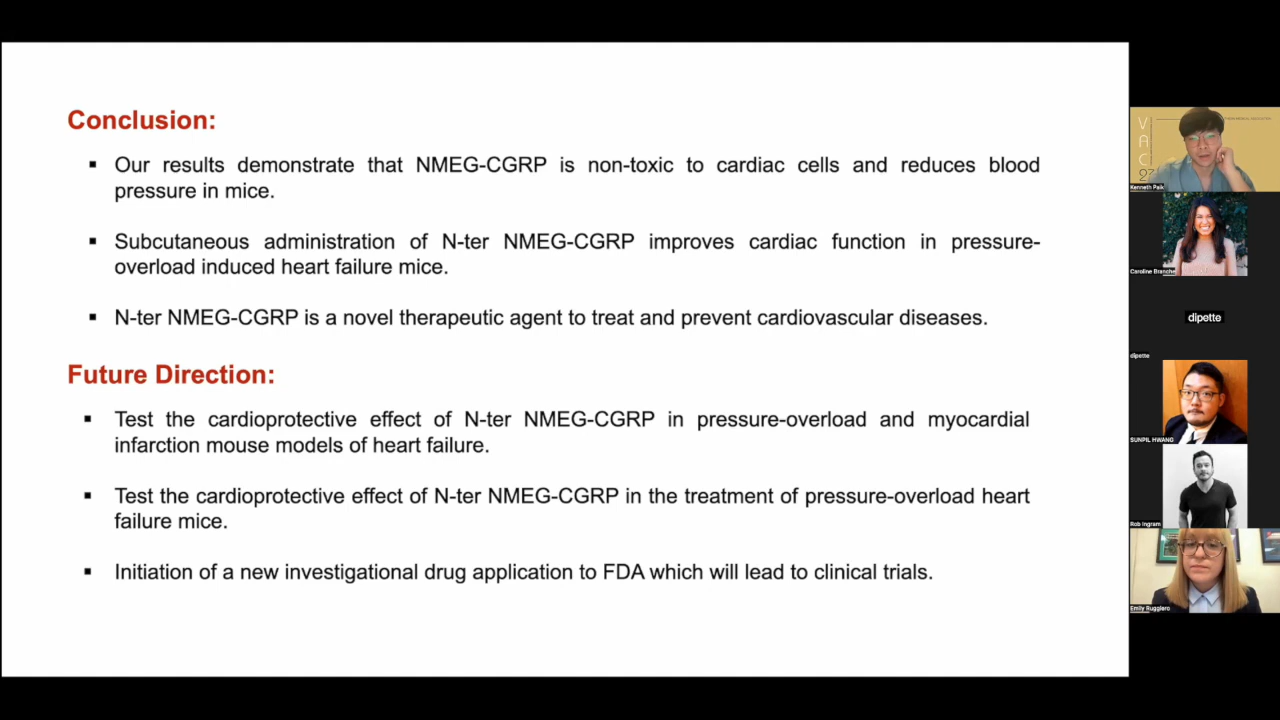 Conclusion:
▪ Our results demonstrate that NMEG-CGRP is non-toxic to cardiac cells and reduces blood
pressure in mice.
▪ Subcutaneous administration of N-ter NMEG-CGRP improves cardiac function in pressure-
overload induced heart failure mice.
▪ N-ter NMEG-CGRP is a novel therapeutic agent to treat and prevent cardiovascular diseases.
Future Direction:
▪ Test the cardioprotective effect of N-ter NMEG-CGRP in pressure-overload and myocardial
infarction mouse models of heart failure.
▪ Test the cardioprotective effect of N-ter NMEG-CGRP in the treatment of pressure-overload heart
failure mice.
▪ Initiation of a new investigational drug application to FDA which will lead to clinical trials.
V
A
C
Kenneth Paik
Caroline Branche
dipette
dipette
SUNPIL HWANG
Rob Ingram
Emily Ruggiero